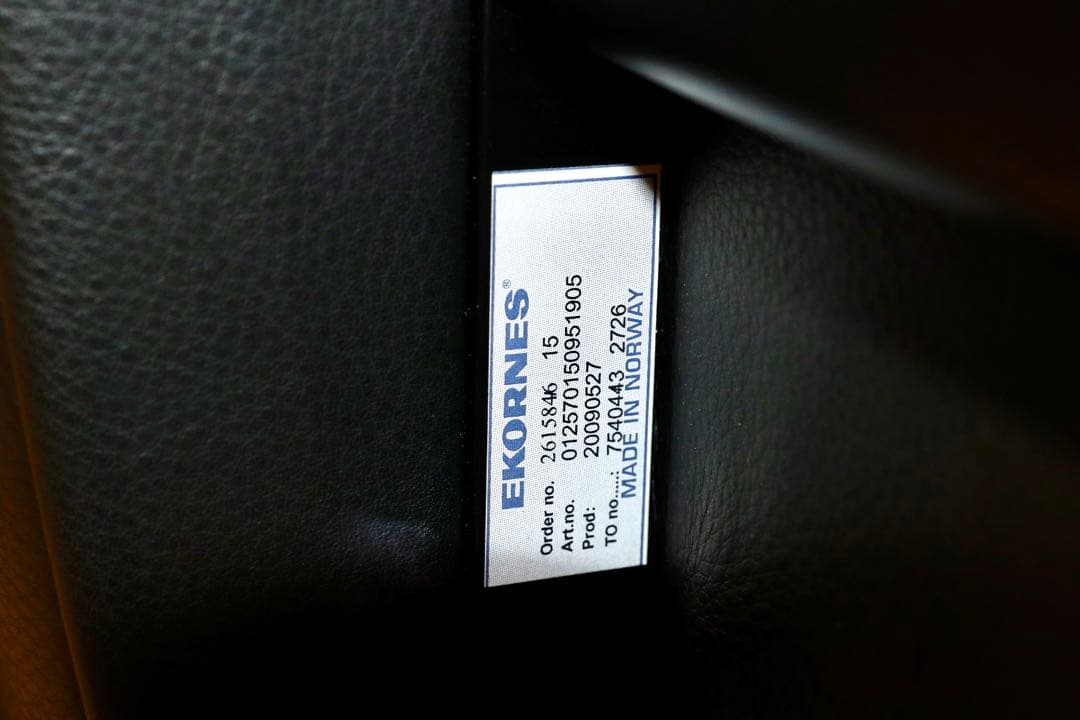 EKORNES®
Order no. 2615846 15
Art.no. 012570150951905
Prod: 20090527
TO no.....: 7540443 2726
MADE IN NORWAY